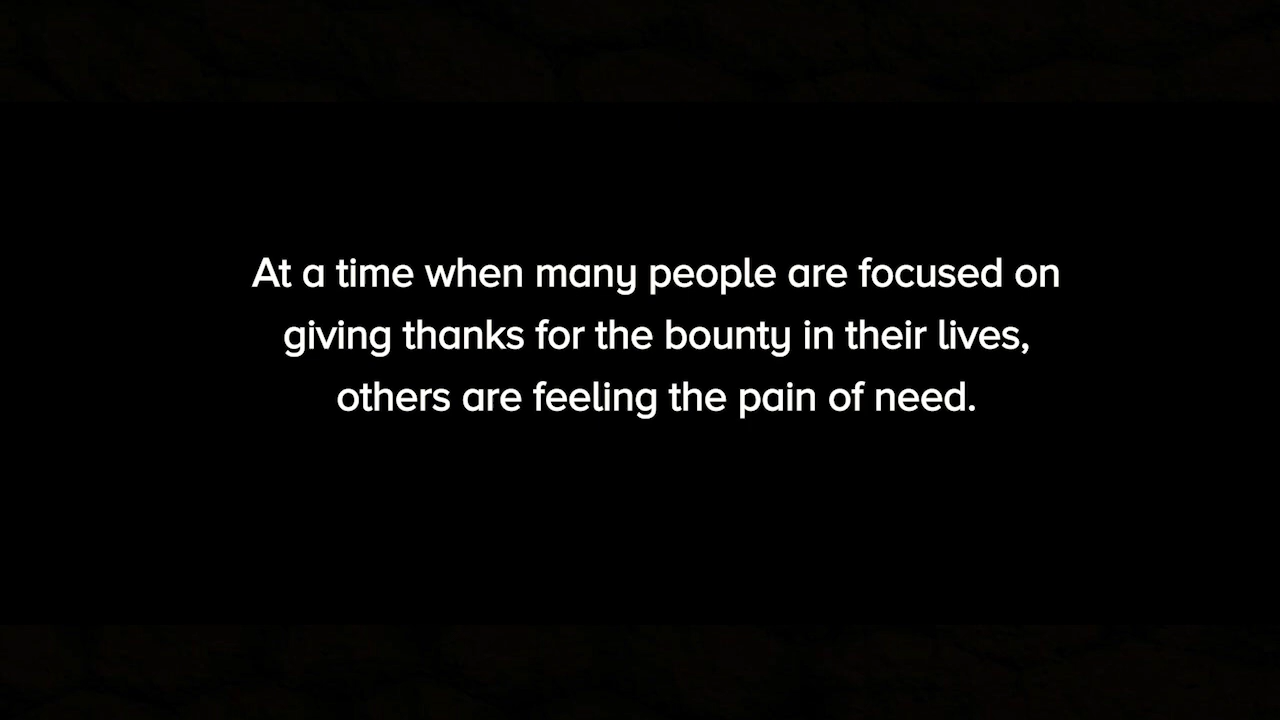 At a time when many people are focused on
giving thanks for the bounty in their lives,
others are feeling the pain of need.